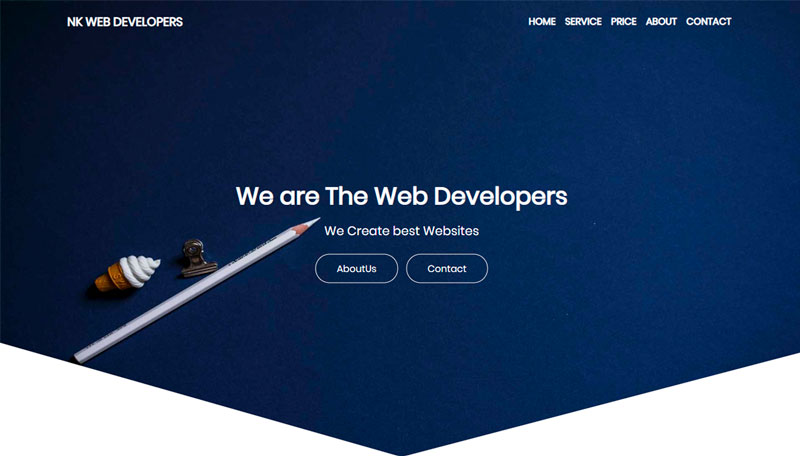 NK WEB DEVELOPERS
HOME SERVICE PRICE ABOUT CONTACT
We are The Web Developers
We Create best Websites
AboutUs Contact